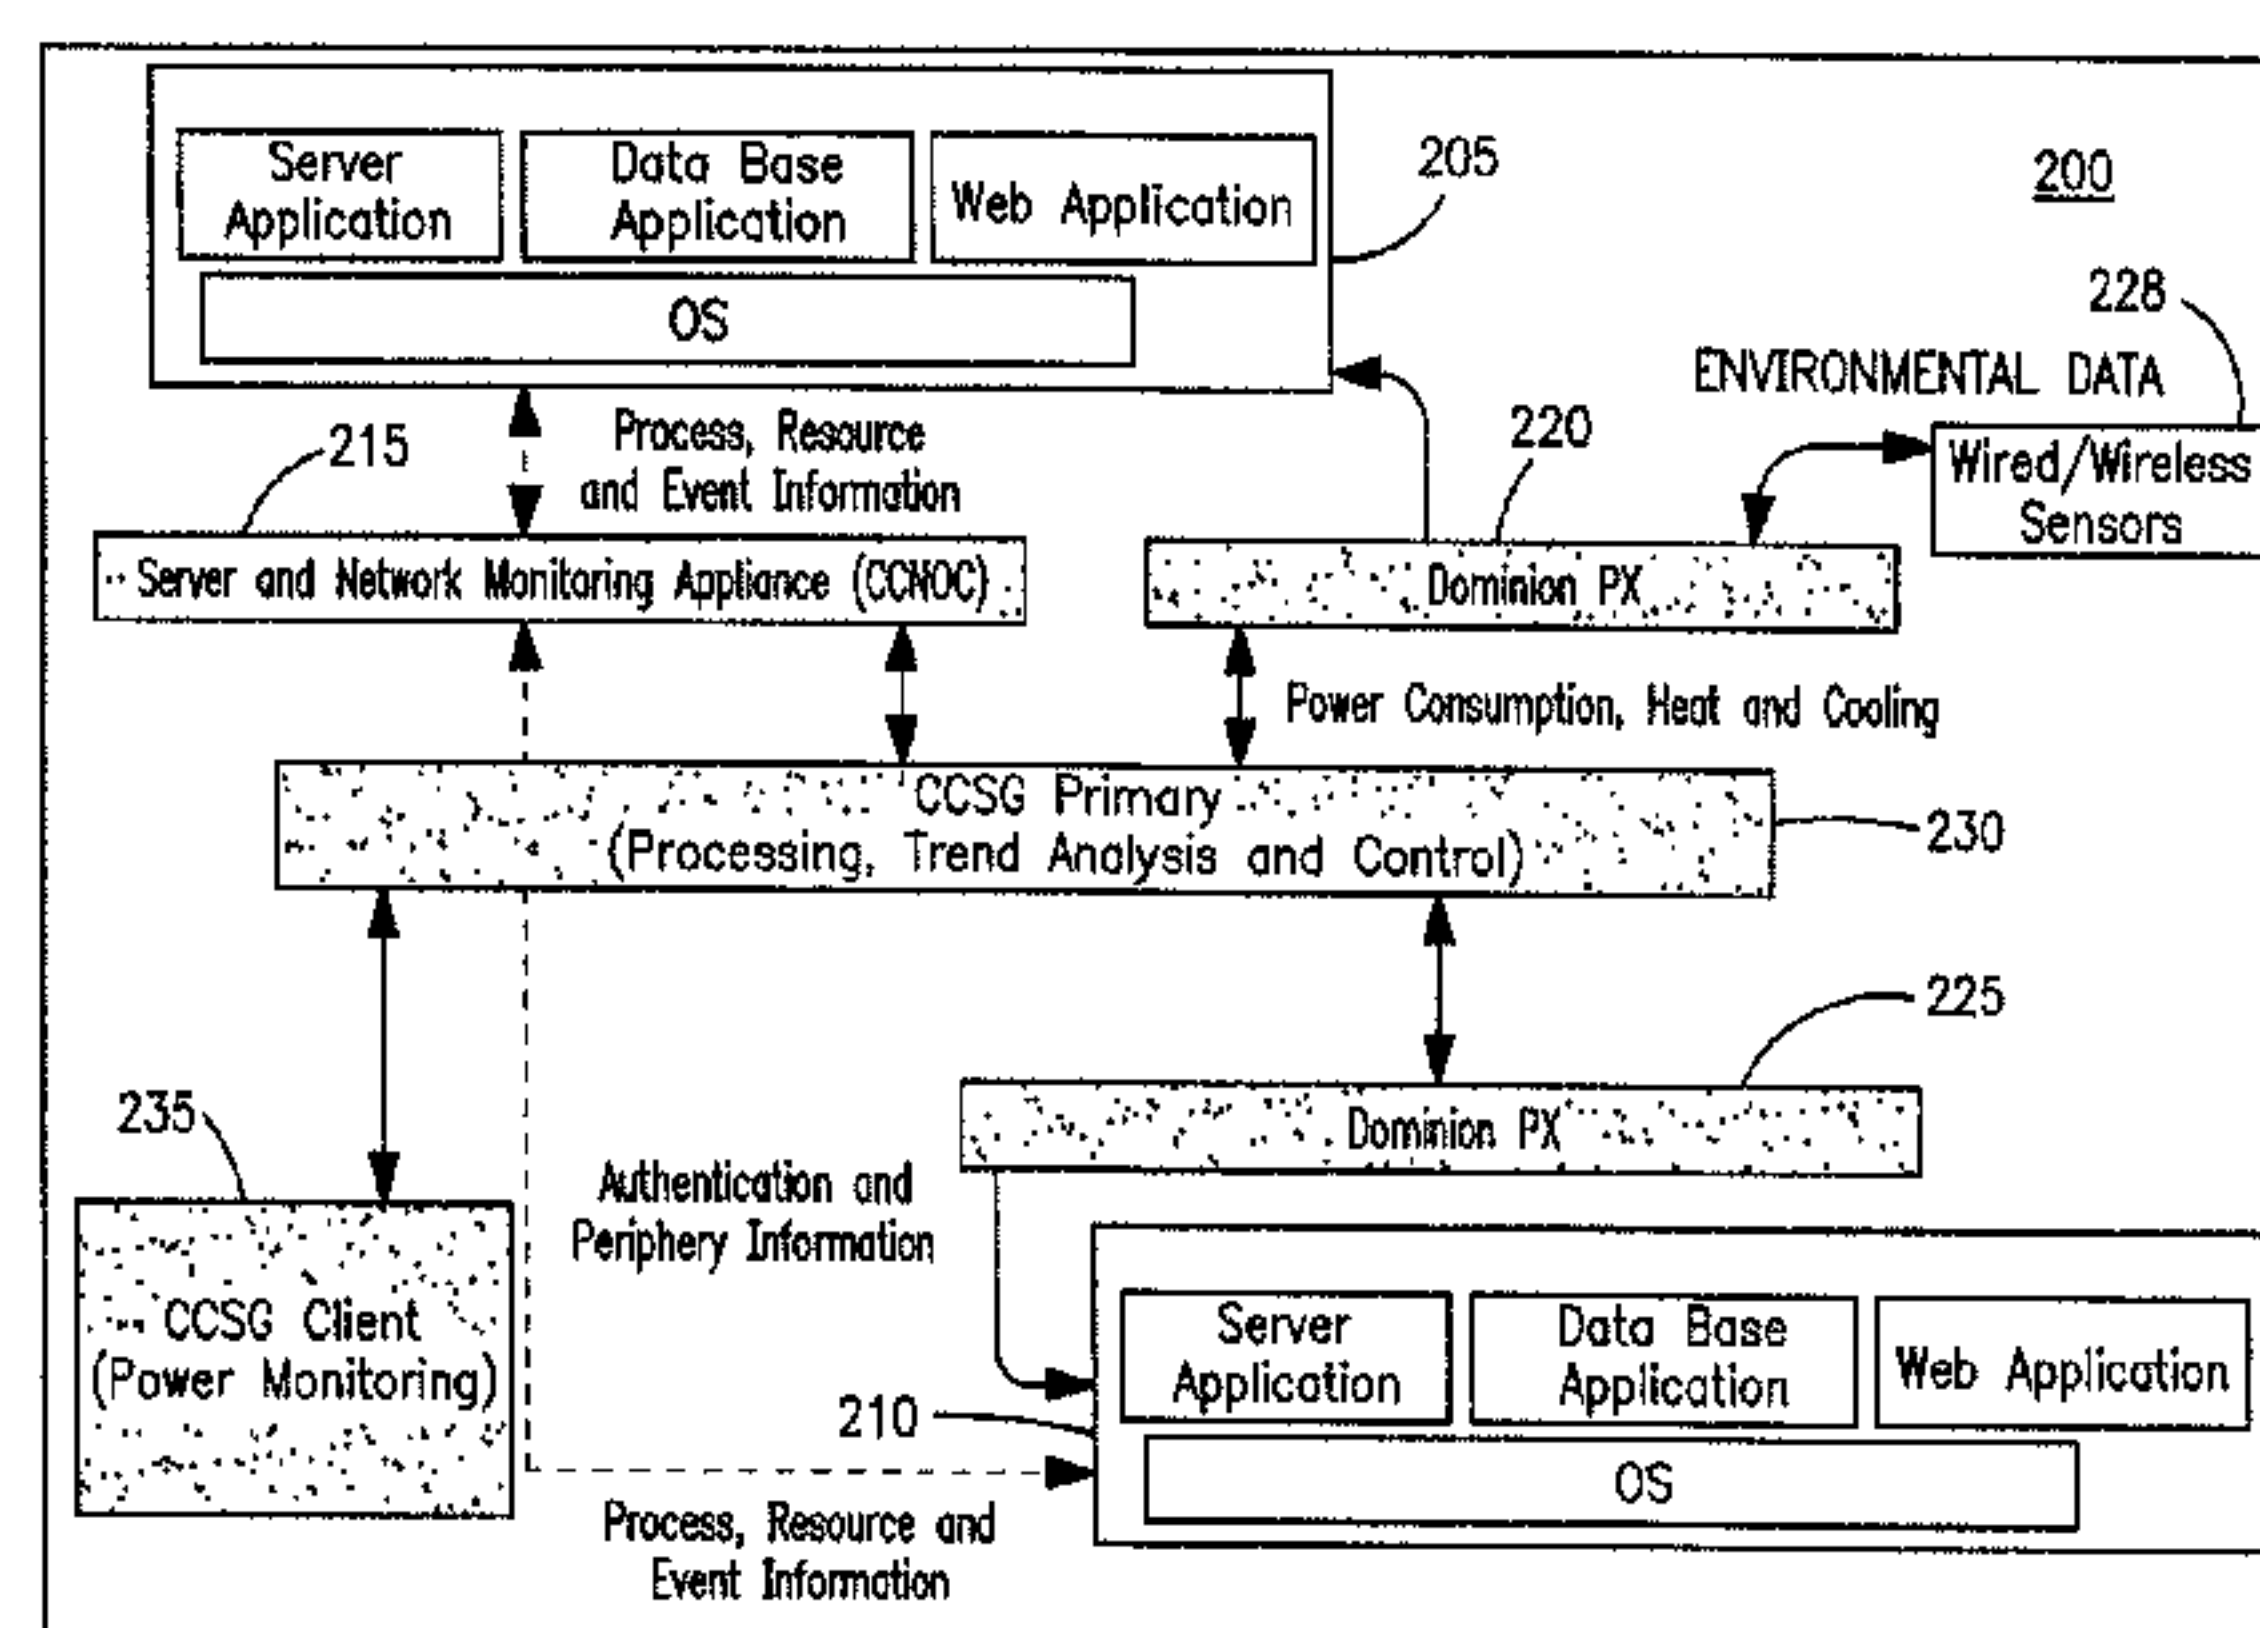 Server
Application
Data Base
Application
Web Application
OS
205
200
228
ENVIRONMENTAL DATA
Wired/Wireless
Sensors
220
215
Process, Resource
and Event Information
Server and Network Monitoring Appliance (CCNOC)
Dominion PX
Power Consumption, Heat and Cooling
CCSG Primary
(Processing, Trend Analysis and Control)
230
225
Dominion PX
235
Authentication and
Periphery Information
CCSG Client
(Power Monitoring)
210
Server
Application
Data Base
Application
Web Application
OS
Process, Resource and
Event Information